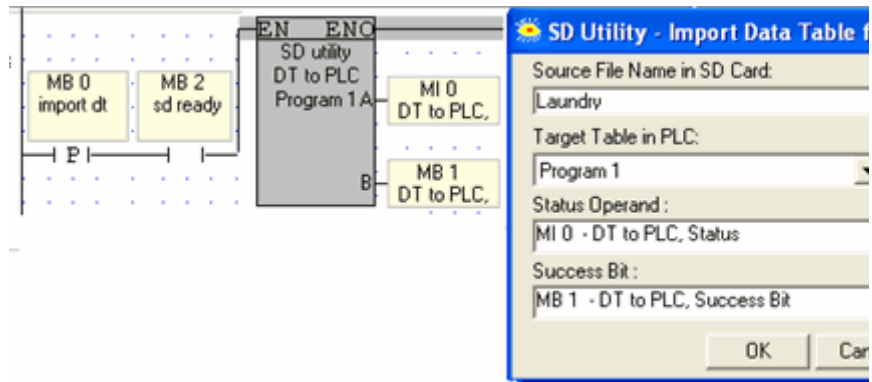 EN ENO
SD utility
DT to PLC
Program 1 A
B
MB 0
import dt
MB 2
sd ready
P
MI 0
DT to PLC,
MB 1
DT to PLC,
SD Utility - Import Data Table f
Source File Name in SD Card:
Laundry
Target Table in PLC:
Program 1
Status Operand :
MI 0 - DT to PLC, Status
Success Bit :
MB 1 - DT to PLC, Success Bit
OK
Can